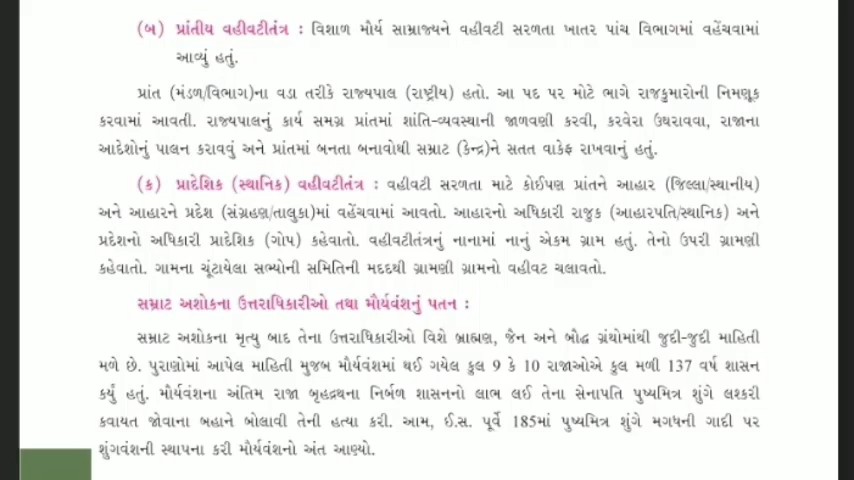 (બ) પ્રાંતીય વહીવટીતંત્ર : વિશાળ મૌર્ય સામ્રાજ્યને વહીવટી સરળતા ખાતર પાંચ વિભાગમાં વહેંચવામાં
આવ્યું હતું.
પ્રાંત (મંડળ/વિભાગ)ના વડા તરીકે રાજ્યપાલ (રાષ્ટ્રીય) હતો. આ પદ પર મોટે ભાગે રાજકુમારોની નિમણૂક
કરવામાં આવતી. રાજ્યપાલનું કાર્ય સમગ્ર પ્રાંતમાં શાંતિ-વ્યવસ્થાની જાળવણી કરવી, કરવેરા ઉઘરાવવા, રાજાના
આદેશોનું પાલન કરાવવું અને પ્રાંતમાં બનતા બનાવોથી સમ્રાટ (કેન્દ્ર)ને સતત વાકેફ રાખવાનું હતું.
(ક) પ્રાદેશિક (સ્થાનિક) વહીવટીતંત્ર : વહીવટી સરળતા માટે કોઈપણ પ્રાંતને આહાર (જિલ્લા/સ્થાનીય)
અને આહારને પ્રદેશ (સંગ્રહણ/તાલુકા)માં વહેંચવામાં આવતો. આહારનો અધિકારી રાજુક (આહારપતિ/સ્થાનિક) અને
પ્રદેશનો અધિકારી પ્રાદેશિક (ગોપ) કહેવાતો. વહીવટીતંત્રનું નાનામાં નાનું એકમ ગ્રામ હતું. તેનો ઉપરી ગ્રામણી
કહેવાતો. ગામના ચૂંટાયેલા સભ્યોની સમિતિની મદદથી ગ્રામણી ગ્રામનો વહીવટ ચલાવતો.
સમ્રાટ અશોકના ઉત્તરાધિકારીઓ તથા મૌર્યવંશનું પતન :
સમ્રાટ અશોકના મૃત્યુ બાદ તેના ઉત્તરાધિકારીઓ વિશે બ્રાહ્મણ, જૈન અને બૌદ્ધ ગ્રંથોમાંથી જુદી-જુદી માહિતી
મળે છે. પુરાણોમાં આપેલ માહિતી મુજબ મૌર્યવંશમાં થઈ ગયેલ કુલ 9 કે 10 રાજાઓએ કુલ મળી 137 વર્ષ શાસન
કર્યું હતું. મૌર્યવંશના અંતિમ રાજા બૃહદ્રથના નિર્બળ શાસનનો લાભ લઈ તેના સેનાપતિ પુષ્યમિત્ર શુંગે લશ્કરી
કવાયત જોવાના બહાને બોલાવી તેની હત્યા કરી. આમ, ઈ.સ. પૂર્વે 185માં પુષ્યમિત્ર શુંગે મગધની ગાદી પર
શુંગવંશની સ્થાપના કરી મૌર્યવંશનો અંત આણ્યો.